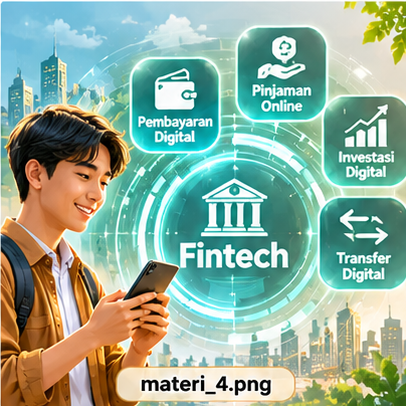 Pembayaran
Digital
Pinjaman
Online
Investasi
Digital
Fintech
Transfer
Digital
materi_4.png